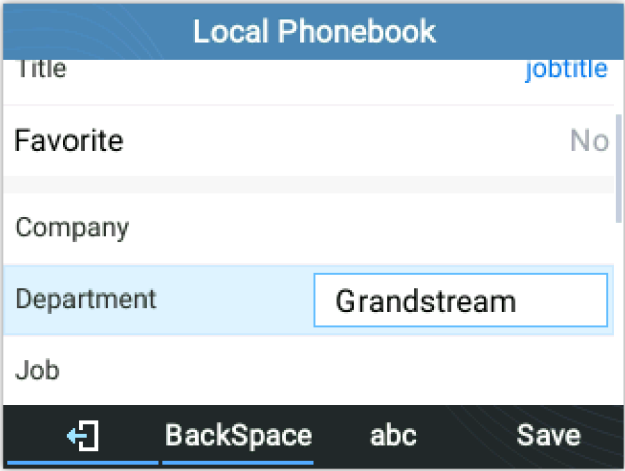 Local Phonebook
Title jobtitle
Favorite No
Company
Department Grandstream
Job
BackSpace abc Save